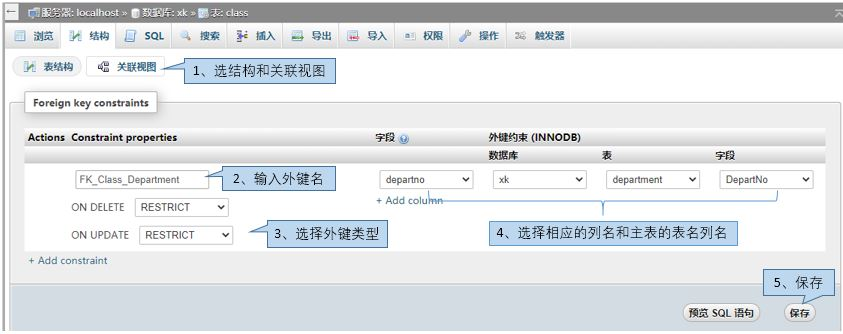 服务器: localhost » 数据库: xk » 表: class
浏览 结构 SQL 搜索 插入 导出 导入 权限 操作 触发器
表结构 关联视图
1、选结构和关联视图
Foreign key constraints
Actions Constraint properties 字段 外键约束 (INNODB)
数据库 表 字段
FK_Class_Department departno xk department DepartNo
2、输入外键名
+ Add column
ON DELETE RESTRICT
ON UPDATE RESTRICT
3、选择外键类型
4、选择相应的列名和主表的表名列名
+ Add constraint
5、保存
预览 SQL 语句 保存